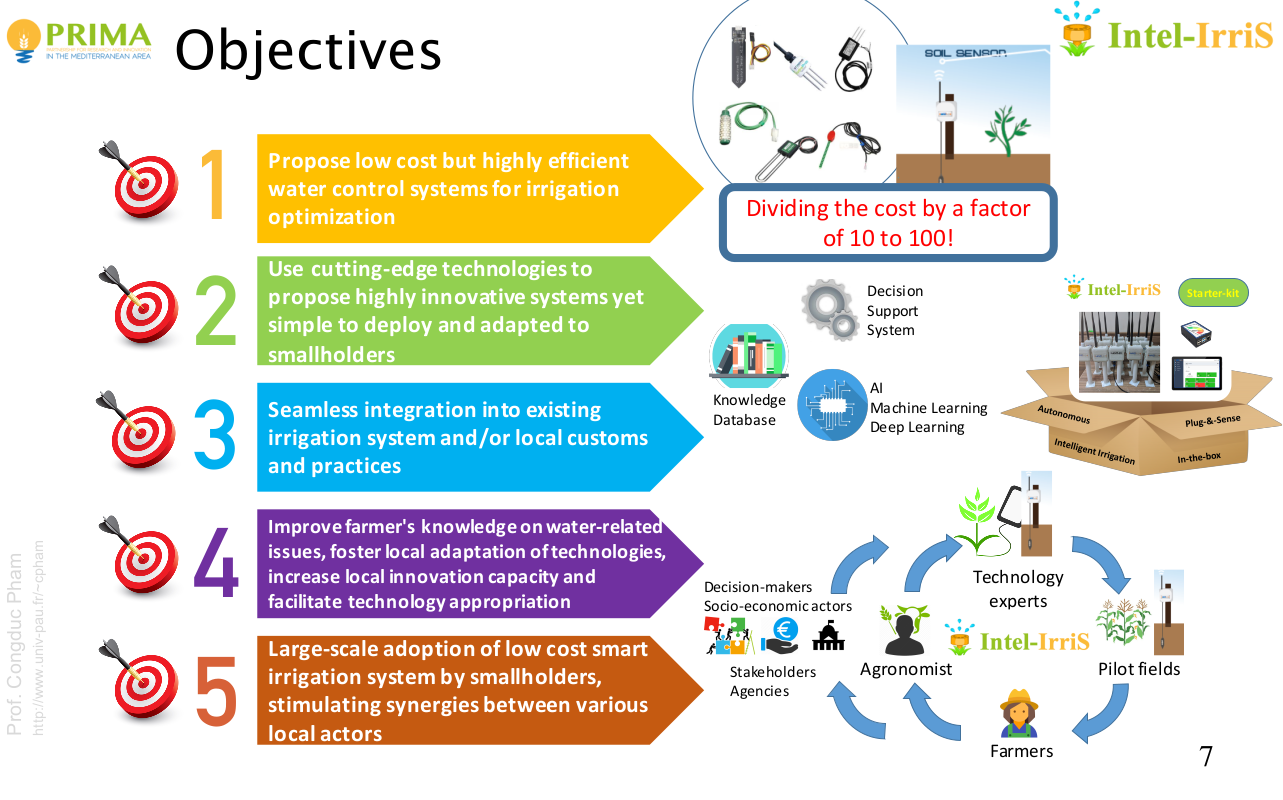 PRIMA
PARTNERSHIP FOR RESEARCH AND INNOVATION
IN THE MEDITERRANEAN AREA
Objectives
Intel-IrriS
SOIL SENSOR
1
Propose low cost but highly efficient
water control systems for irrigation
optimization
Dividing the cost by a factor
of 10 to 100!
2
Use cutting-edge technologies to
propose highly innovative systems yet
simple to deploy and adapted to
smallholders
Decision
Support
System
Knowledge
Database
AI
Machine Learning
Deep Learning
Intel-IrriS
Starter-kit
Autonomous
Plug-&-Sense
Intelligent Irrigation
In-the-box
3
Seamless integration into existing
irrigation system and/or local customs
and practices
4
Improve farmer's knowledge on water-related
issues, foster local adaptation of technologies,
increase local innovation capacity and
facilitate technology appropriation
5
Large-scale adoption of low cost smart
irrigation system by smallholders,
stimulating synergies between various
local actors
Decision-makers
Socio-economic actors
Stakeholders
Agencies
Technology
experts
Agronomist
Intel-IrriS
Pilot fields
Farmers
Prof. Congduc Pham
http://www.univ-pau.fr/~cpham
7